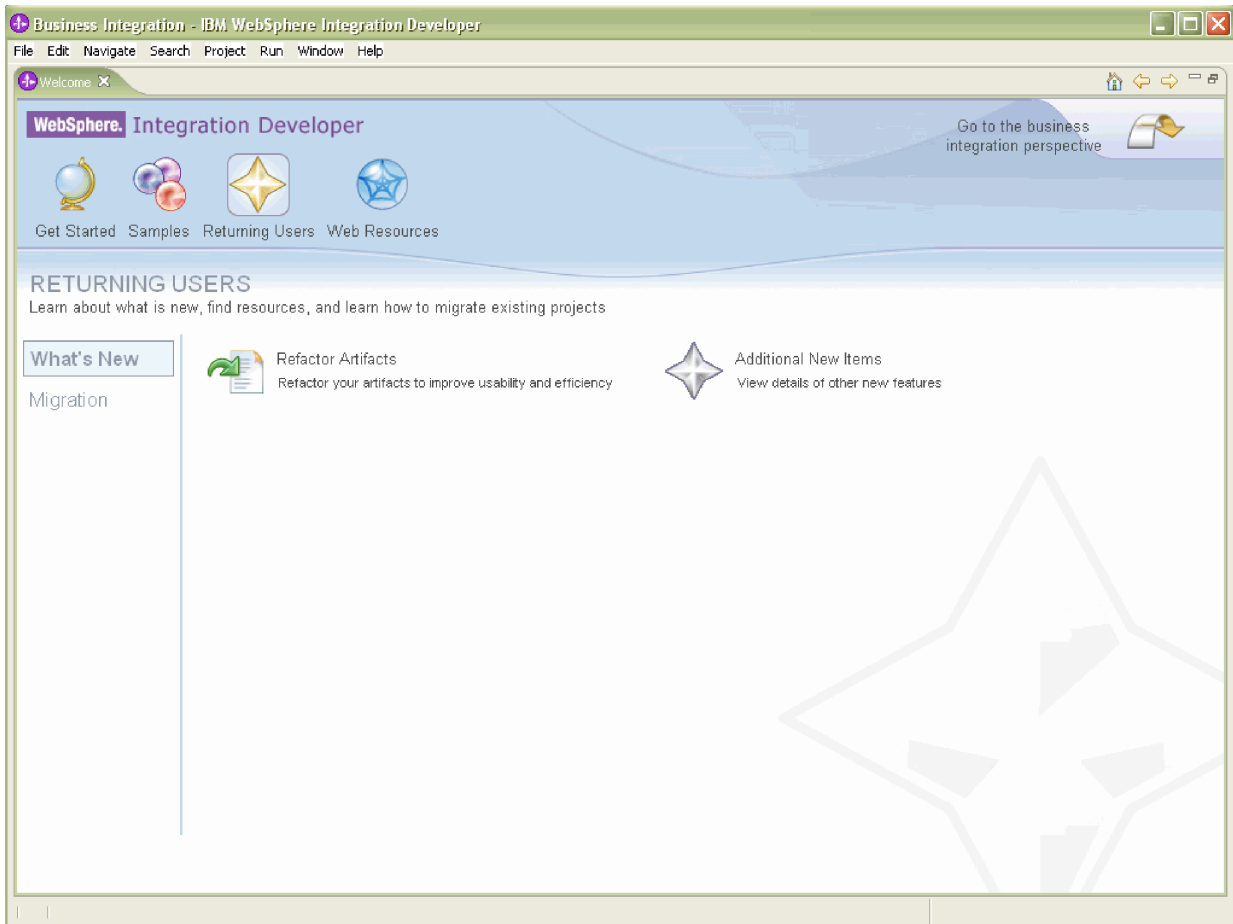 Business Integration - IBM WebSphere Integration Developer
File Edit Navigate Search Project Run Window Help
Welcome
WebSphere. Integration Developer
Go to the business
integration perspective
Get Started Samples Returning Users Web Resources
RETURNING USERS
Learn about what is new, find resources, and learn how to migrate existing projects
What's New
Migration
Refactor Artifacts
Refactor your artifacts to improve usability and efficiency
Additional New Items
View details of other new features